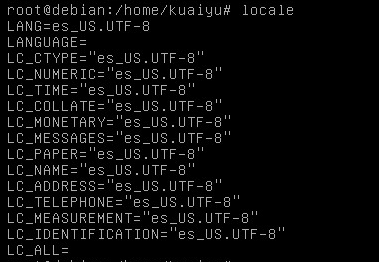 root@debian:/home/kuaiyu# locale
LANG=es_US.UTF-8
LANGUAGE=
LC_CTYPE="es_US.UTF-8"
LC_NUMERIC="es_US.UTF-8"
LC_TIME="es_US.UTF-8"
LC_COLLATE="es_US.UTF-8"
LC_MONETARY="es_US.UTF-8"
LC_MESSAGES="es_US.UTF-8"
LC_PAPER="es_US.UTF-8"
LC_NAME="es_US.UTF-8"
LC_ADDRESS="es_US.UTF-8"
LC_TELEPHONE="es_US.UTF-8"
LC_MEASUREMENT="es_US.UTF-8"
LC_IDENTIFICATION="es_US.UTF-8"
LC_ALL=